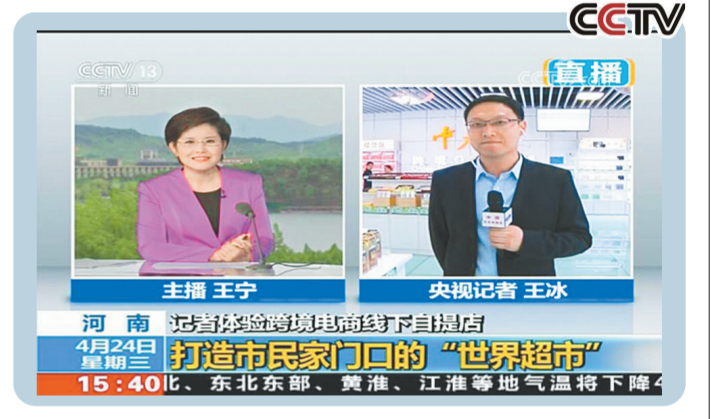 CCTV
CCTV 13
新闻
直播
主播 王宁
央视记者 王冰
河南
记者体验跨境电商线下自提店
4月24日
星期三
打造市民家门口的“世界超市”
15:40
北、东北东部、黄淮、江淮等地气温将下降4